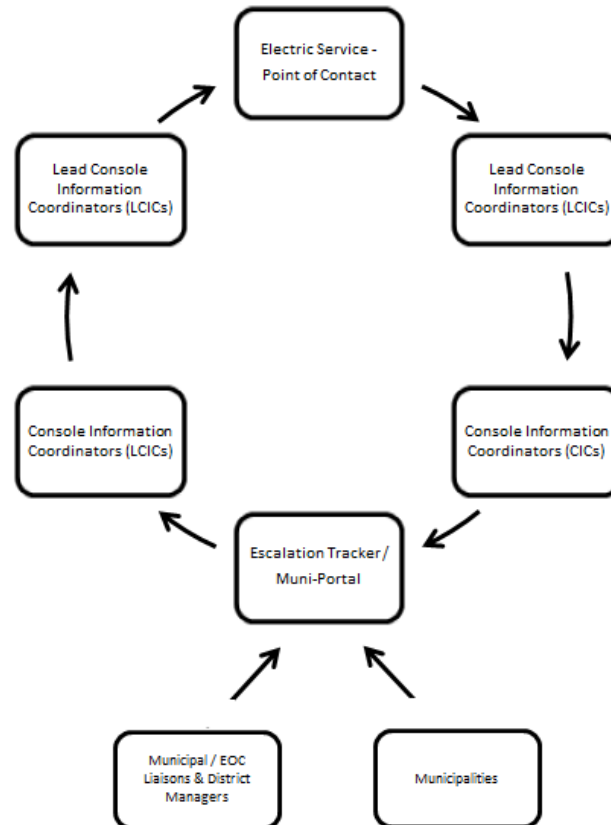 Electric Service -
Point of Contact
Lead Console
Information
Coordinators (LCICs)
Lead Console
Information
Coordinators (LCICs)
Console Information
Coordinators (LCICs)
Console Information
Coordinators (CICs)
Escalation Tracker/
Muni-Portal
Municipal / EOC
Liaisons & District
Managers
Municipalities